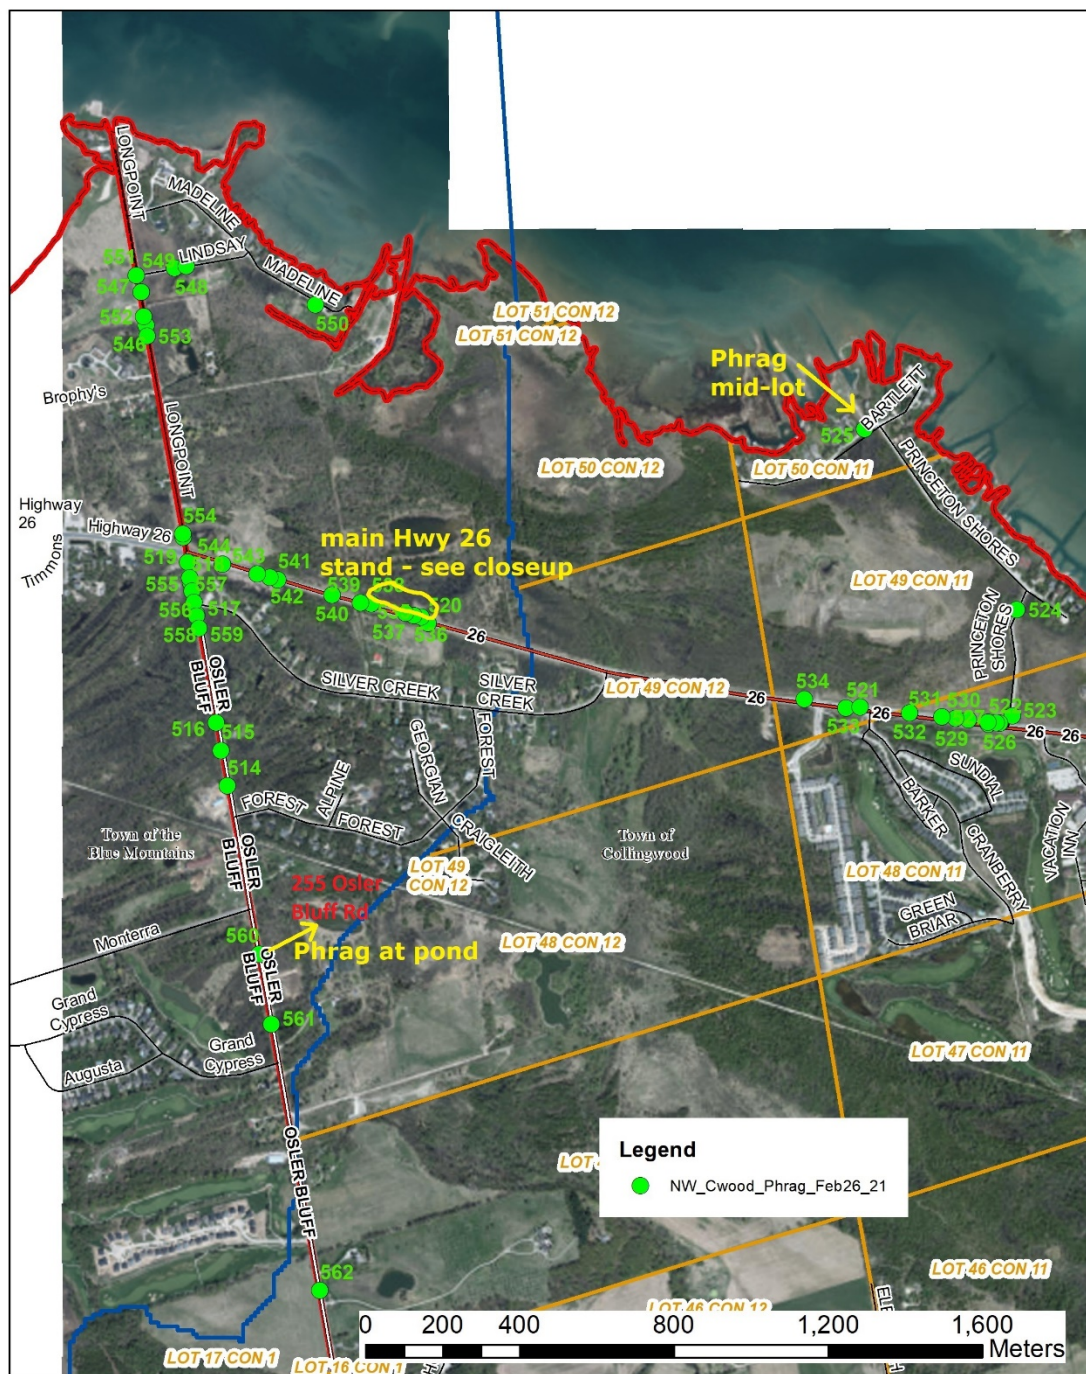 LONGPOINT
MADELINE
LINDSAY
MADELINE
551
549
548
547
550
552
546
553
LOT 51 CON 12
LOT 51 CON 12
Brophy's
Phrag
mid-lot
BARTLETT
525
LONGPOINT
LOT 50 CON 12
LOT 50 CON 11
PRINCETON SHORES
Highway
26
Highway 26
Timmons
554
main Hwy 26
stand - see closeup
544
541
519
542
539
555
557
540
520
556
517
537
536
558
559
26
LOT 49 CON 11
524
PRINCETON
SHORES
OSLER
BLUFF
SILVER CREEK
SILVER
CREEK
LOT 49 CON 12
26
534
521
26
531
530
532
529
526
523
26
26
516
515
514
GEORGIAN
FOREST
ALPINE
FOREST
FOREST
CRAIGLEITH
SUNDIAL
BARKER
CRANBERRY
VACATION
INN
Town of the
Blue Mountains
OSLER
BLUFF
Town of
Collingwood
LOT 49
CON 12
LOT 48 CON 11
255 Osler
Bluff Rd
GREEN
BRIAR
Monterra
560
Phrag at pond
LOT 48 CON 12
OSLER
BLUFF
Grand
Cypress
561
Grand
Cypress
Augusta
LOT 47 CON 11
OSLER BLUFF
Legend
NW_Cwood_Phrag_Feb26_21
LOT
562
LOT 46 CON 11
LOT 46 CON 12
LOT 17 CON 1
LOT 16 CON 1
0 200 400 800 1,200 1,600
Meters